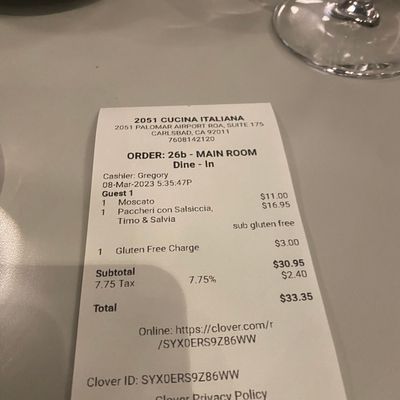 2051 CUCINA ITALIANA
2051 PALOMAR AIRPORT ROA, SUITE 175
CARLSBAD, CA 92011
7608142120
ORDER: 26b - MAIN ROOM
Dine - In
Cashier: Gregory
08-Mar-2023 5:35:47P
Guest 1
1 Moscato $11.00
1 Paccheri con Salsiccia, $16.95
Timo & Salvia
sub gluten free
1 Gluten Free Charge $3.00
Subtotal $30.95
7.75 Tax 7.75% $2.40
Total $33.35
Online: https://clover.com/r
/SYX0ERS9Z86WW
Clover ID: SYX0ERS9Z86WW
Clover Privacy Policy